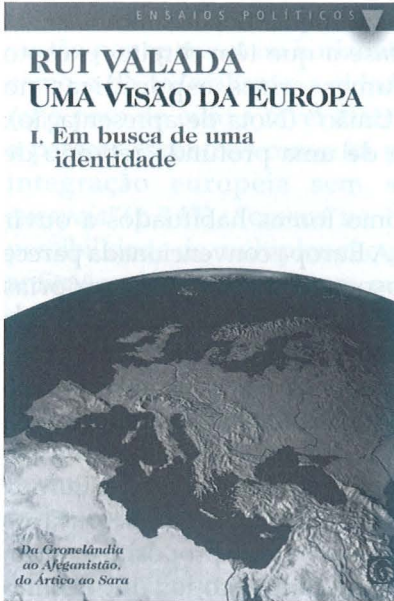 ENSAIOS POLÍTICOS
RUI VALADA
UMA VISÃO DA EUROPA
I. Em busca de uma
identidade
Da Gronelândia
ao Afeganistão,
do Ártico ao Sara